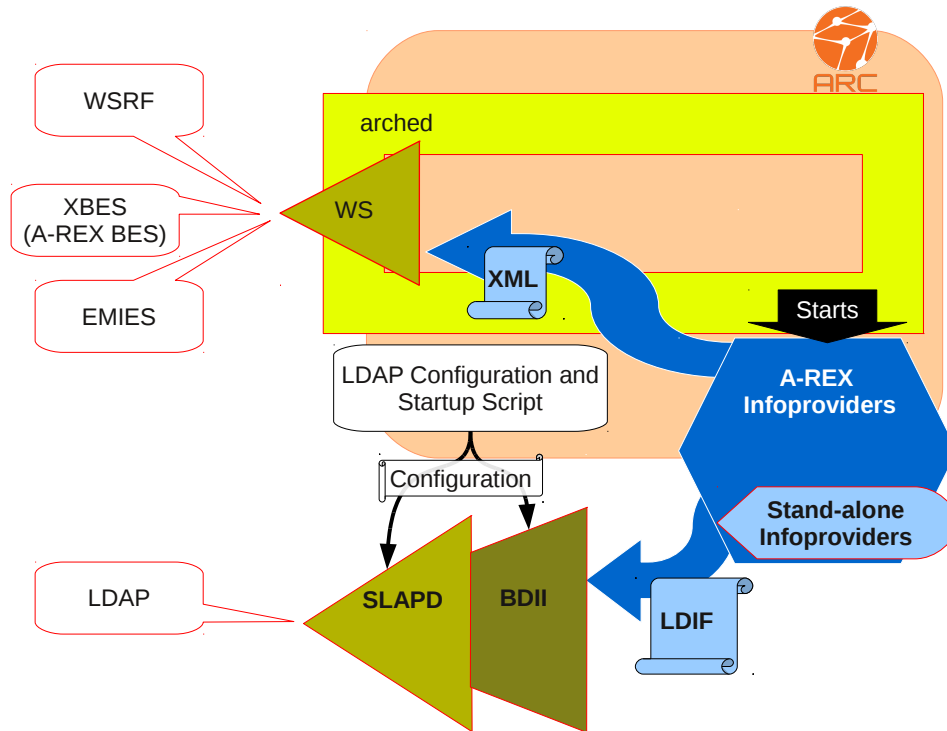 ARC
WSRF
arched
XBES
(A-REX BES)
WS
EMIES
XML
Starts
LDAP Configuration and
Startup Script
A-REX
Infoproviders
Configuration
Stand-alone
Infoproviders
LDAP
SLAPD
BDII
LDIF